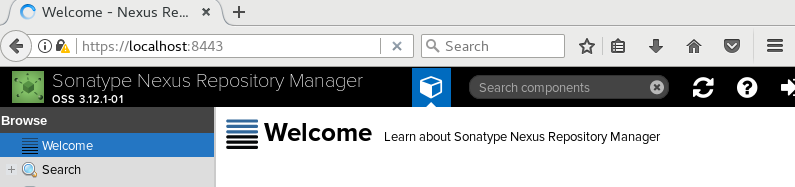 Welcome - Nexus Re...
https://localhost:8443
Search
Sonatype Nexus Repository Manager
OSS 3.12.1-01
Search components
Browse
Welcome
Search
Welcome
Learn about Sonatype Nexus Repository Manager